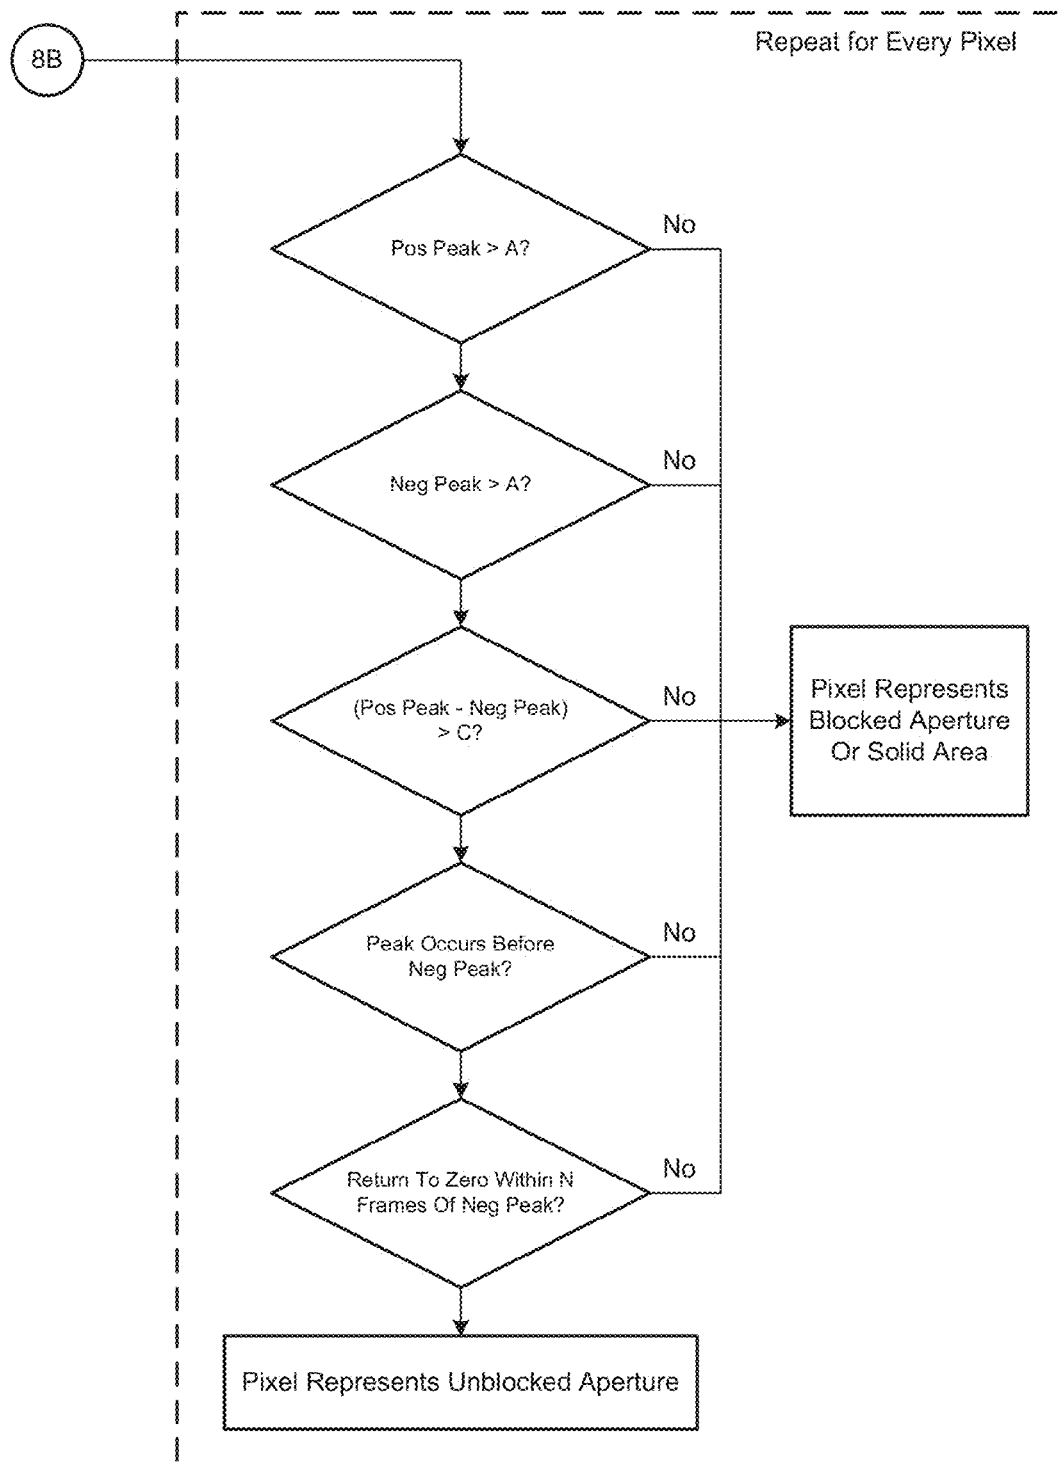 8B
Repeat for Every Pixel
Pos Peak > A?
No
Neg Peak > A?
No
(Pos Peak - Neg Peak)
> C?
No
Pixel Represents
Blocked Aperture
Or Solid Area
Peak Occurs Before
Neg Peak?
No
Return To Zero Within N
Frames Of Neg Peak?
No
Pixel Represents Unblocked Aperture